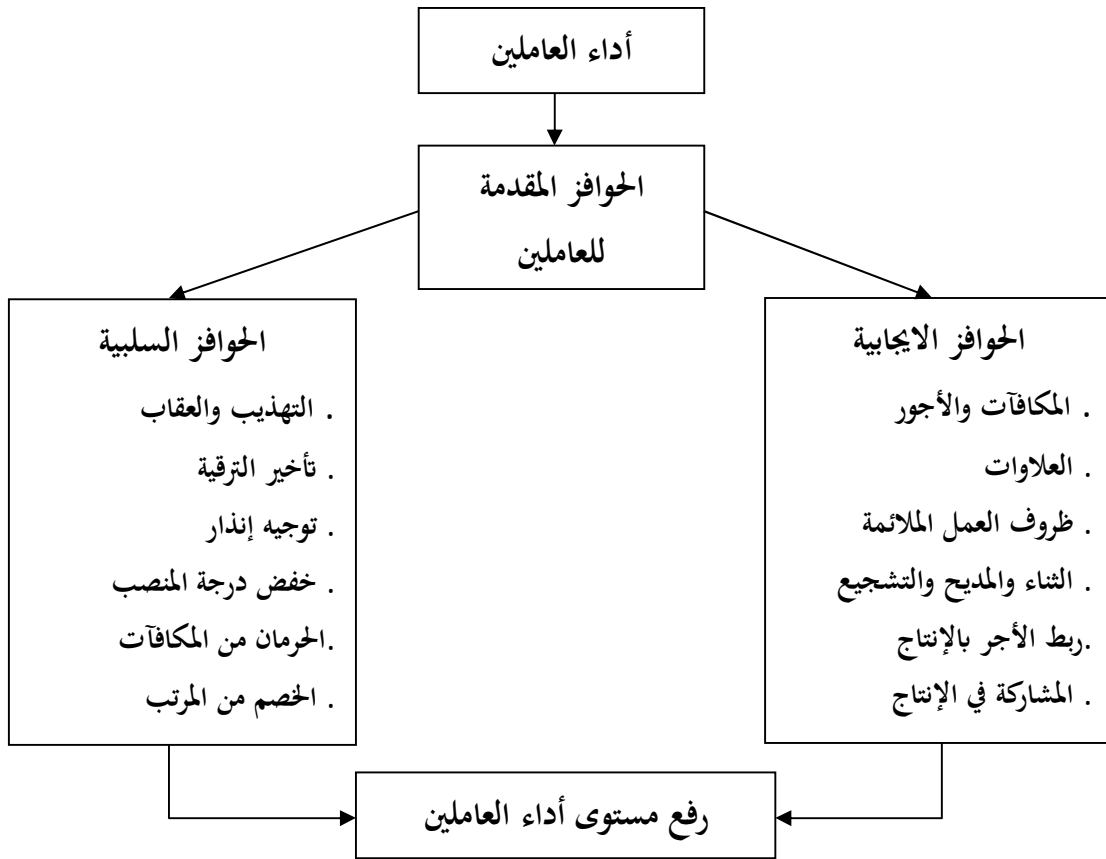 أداء العاملين
الحوافز المقدمة
للعاملين
الحوافز الايجابية
. المكافآت والأجور
. العلاوات
. ظروف العمل الملائمة
. الثناء والمديح والتشجيع
.ربط الأجر بالإنتاج
. المشاركة في الإنتاج
الحوافز السلبية
. التهذيب والعقاب
. تأخير الترقية
. توجيه إنذار
. خفض درجة المنصب
.الحرمان من المكافآت
. الخصم من المرتب
رفع مستوى أداء العاملين